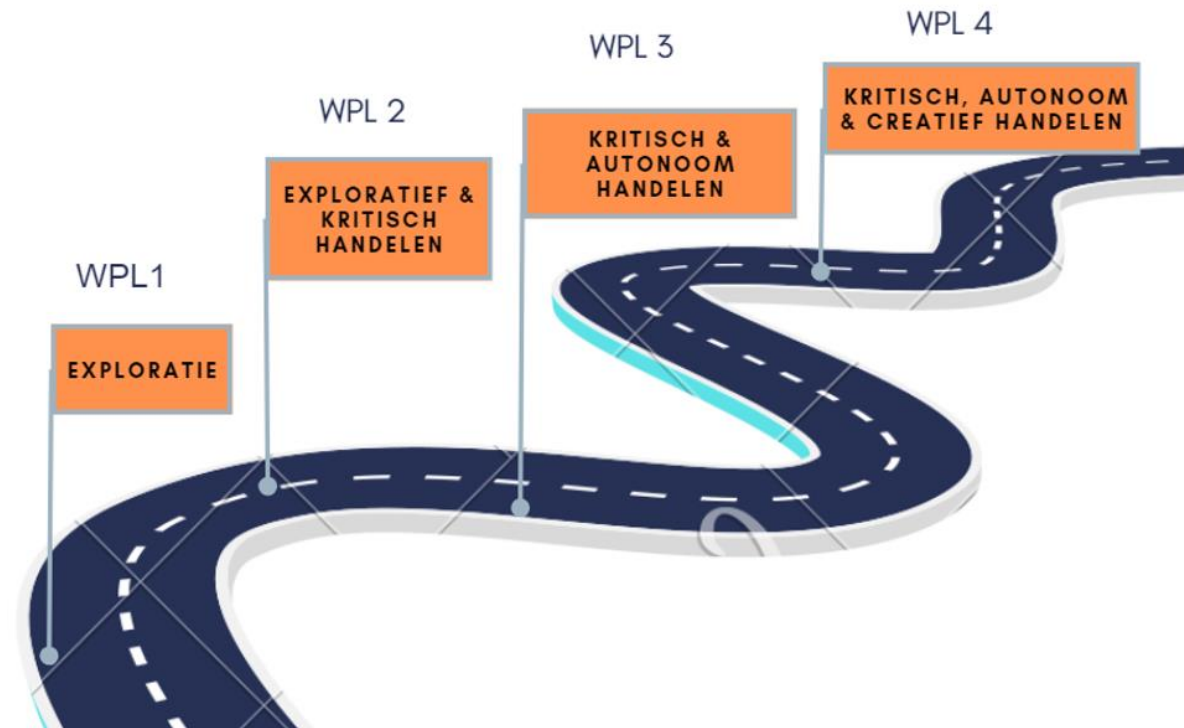 WPL1
EXPLORATIE
WPL 2
EXPLORATIEF &
KRITISCH
HANDELEN
WPL 3
KRITISCH &
AUTONOOM
HANDELEN
WPL 4
KRITISCH, AUTONOOM
& CREATIEF HANDELEN